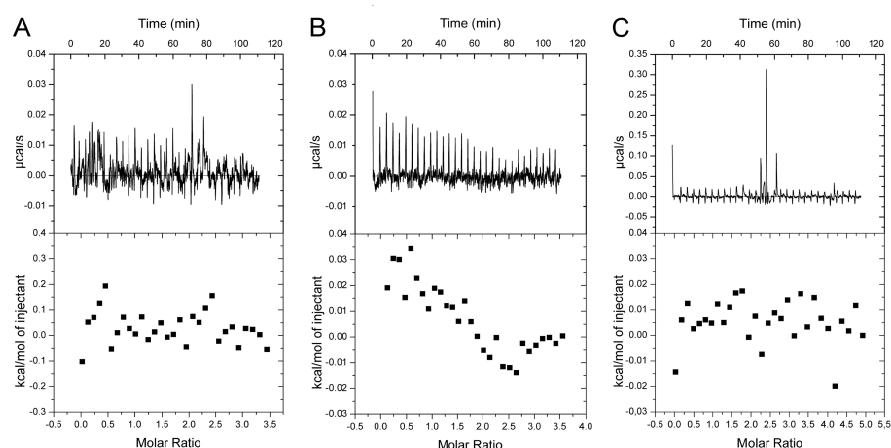 A
B
C
Time (min)
Time (min)
Time (min)
0 20 40 60 80 100 120
0 20 40 60 80 100 120
0 20 40 60 80 100 120
0.04
0.03
0.02
0.01
0.00
-0.01
µcal/s
0.04
0.03
0.02
0.01
0.00
-0.01
µcal/s
0.35
0.30
0.25
0.20
0.15
0.10
0.05
0.00
-0.05
µcal/s
0.4
0.3
0.2
0.1
0.0
-0.1
-0.2
-0.3
kcal/mol of injectant
0.04
0.03
0.02
0.01
0.00
-0.01
-0.02
-0.03
kcal/mol of injectant
0.04
0.03
0.02
0.01
0.00
-0.01
-0.02
-0.03
kcal/mol of injectant
-0.5 0.0 0.5 1.0 1.5 2.0 2.5 3.0 3.5
-0.5 0.0 0.5 1.0 1.5 2.0 2.5 3.0 3.5 4.0
-0.5 0.0 0.5 1.0 1.5 2.0 2.5 3.0 3.5 4.0 4.5 5.0 5,5
Molar Ratio
Molar Ratio
Molar Ratio